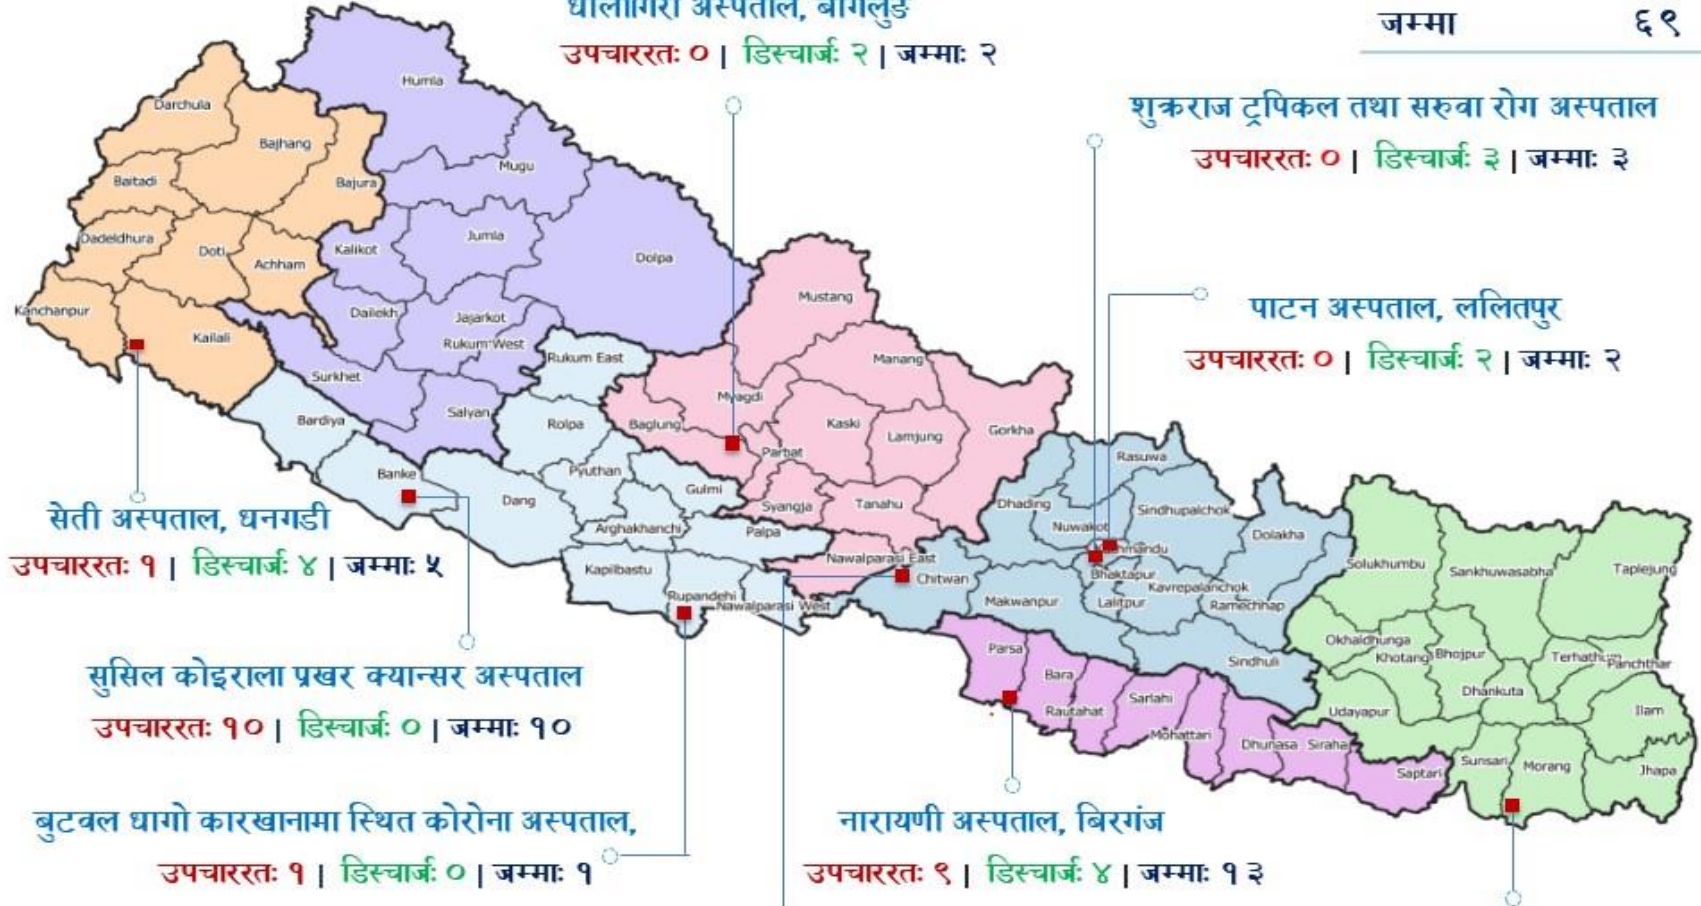 धौलागिरी अस्पताल, बागलुङ
उपचाररतः ० | डिस्चार्जः २ | जम्माः २
जम्मा ६९
शुक्रराज ट्रपिकल तथा सरुवा रोग अस्पताल
उपचाररतः ० | डिस्चार्जः ३ | जम्माः ३
पाटन अस्पताल, ललितपुर
उपचाररतः ० | डिस्चार्जः २ | जम्माः २
Humla
Darchula
Bajhang
Mugu
Baitadi
Bajura
Dadeldhura
Doti
Achham
Kalikot
Jumla
Dolpa
Kanchanpur
Kailali
Dailekh
Jajarkot
Rukum West
Rukum East
Surkhet
Salyan
Mustang
Manang
Myagdi
Baglung
Parbat
Kaski
Lamjung
Gorkha
Bardiya
Banke
Rolpa
Pyuthan
Dang
Gulmi
Syangja
Tanahu
Arghakhanchi
Palpa
Kapilbastu
Rupandehi
Nawalparasi West
Nawalparasi East
Chitwan
Rasuwa
Dhading
Nuwakot
Sindhupalchok
Dolakha
Bhaktapur
Kavrepalanchok
Makwanpur
Lalitpur
Ramechhap
Sindhuli
Solukhumbu
Sankhuwasabha
Taplejung
Okhaldhunga
Khotang
Bhojpur
Panchthar
Dhankuta
Udayapur
Ilam
Sunsari
Morang
Jhapa
Parsa
Bara
Rautahat
Sarlahi
Mohattari
Dhunasa
Siraha
Saptari
सेती अस्पताल, धनगडी
उपचाररतः १ | डिस्चार्जः ४ | जम्माः ५
सुसिल कोइराला प्रखर क्यान्सर अस्पताल
उपचाररतः १० | डिस्चार्जः ० | जम्माः १०
बुटवल धागो कारखानामा स्थित कोरोना अस्पताल,
उपचाररतः १ | डिस्चार्जः ० | जम्माः १
नारायणी अस्पताल, बिरगंज
उपचाररतः ९ | डिस्चार्जः ४ | जम्माः १३